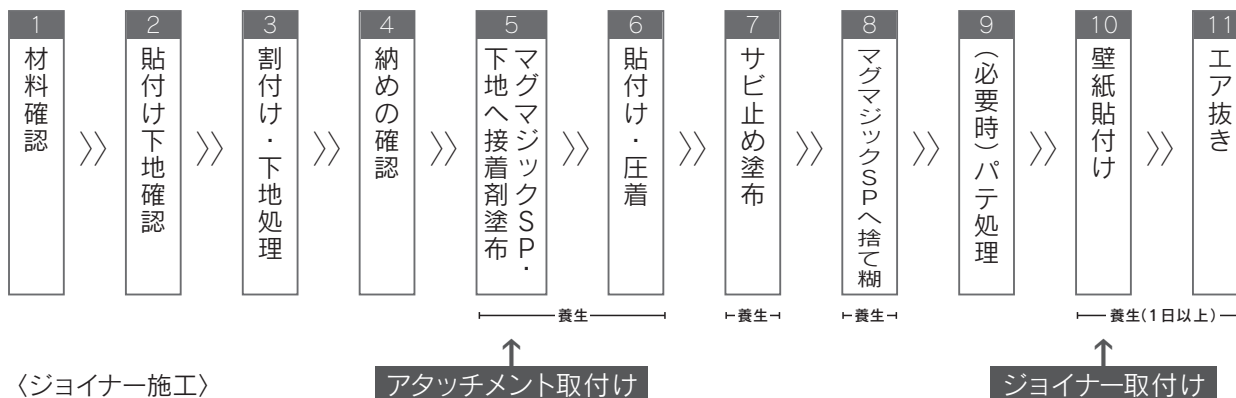 1
材料確認
2
貼付け下地確認
3
割付け・下地処理
4
納めの確認
5
マグマジックSP・
下地へ接着剤塗布
6
貼付け・圧着
7
サビ止め塗布
8
マグマジックSPへ捨て糊
9
（必要時）パテ処理
10
壁紙貼付け
11
エア抜き
養生
養生
養生
養生（1日以上）
〈ジョイナー施工〉
アタッチメント取付け
ジョイナー取付け